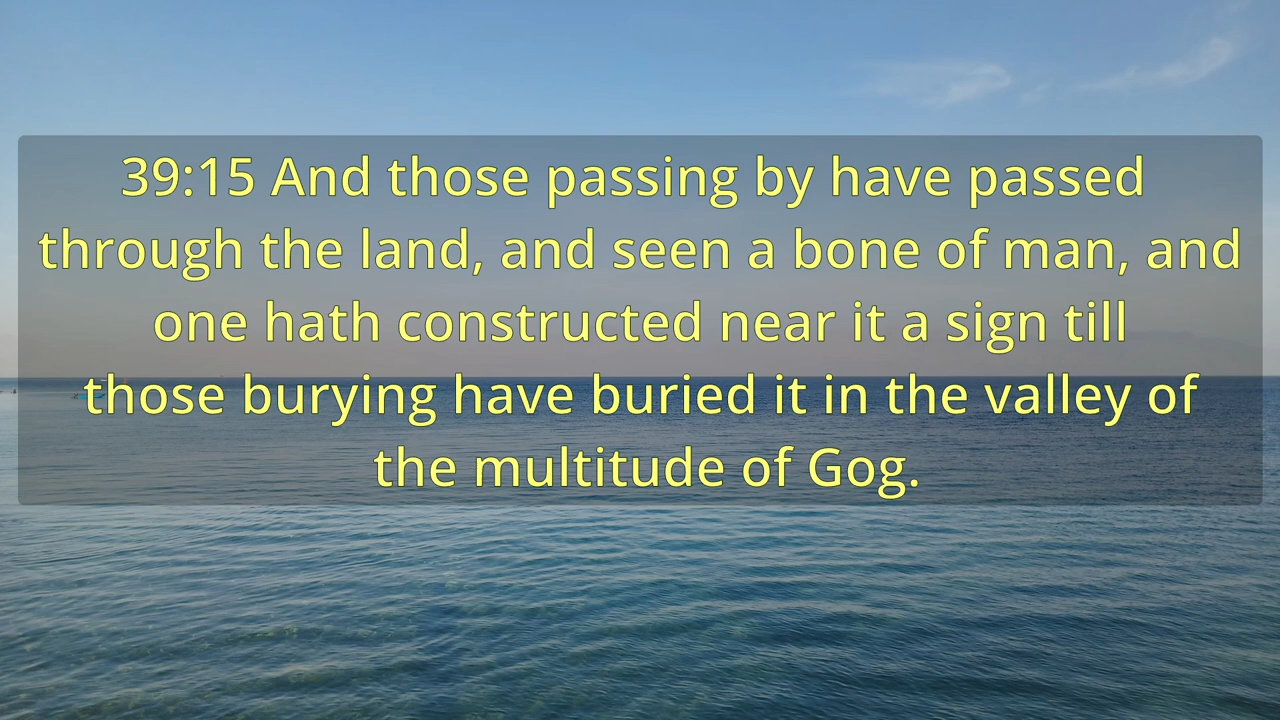 39:15 And those passing by have passed
through the land, and seen a bone of man, and
one hath constructed near it a sign till
those burying have buried it in the valley of
the multitude of Gog.